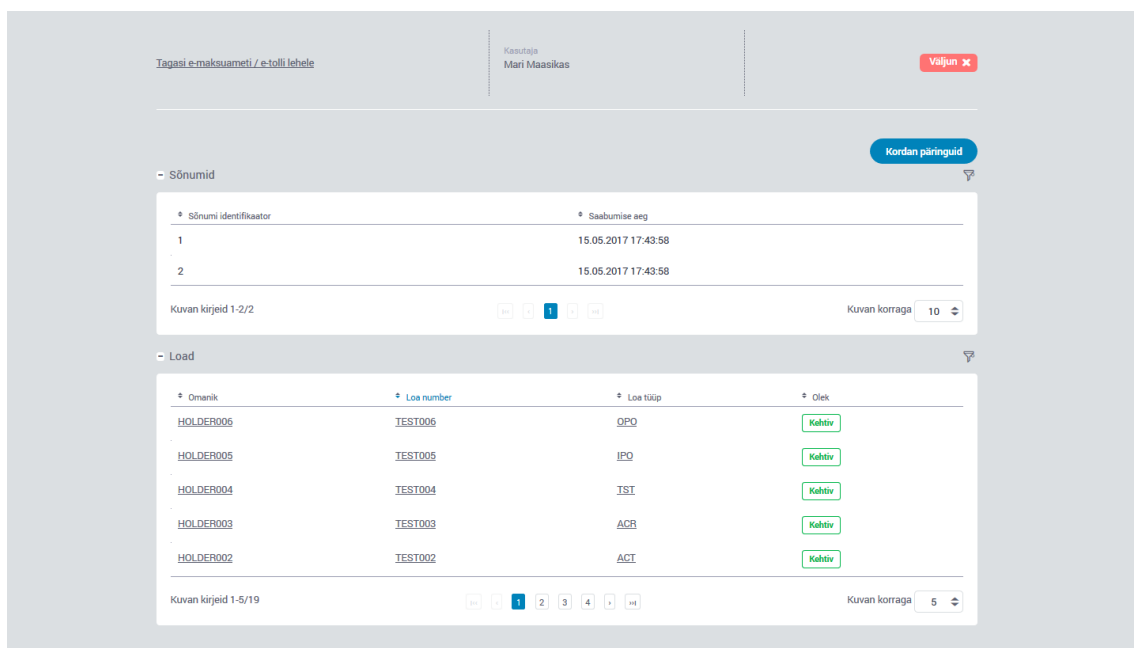 Tagasi e-maksuameti / e-tolli lehele
Kasutaja
Mari Maasikas
Väljun
Kordan päringuid
Sõnumid
Sõnumi identifikaator Saabumise aeg
1 15.05.2017 17:43:58
2 15.05.2017 17:43:58
Kuvan kirjeid 1-2/2 1 Kuvan korraga 10
Load
Omanik Loa number Loa tüüp Olek
HOLDER006 TEST006 OPO Kehtiv
HOLDER005 TEST005 IPO Kehtiv
HOLDER004 TEST004 TST Kehtiv
HOLDER003 TEST003 ACR Kehtiv
HOLDER002 TEST002 ACT Kehtiv
Kuvan kirjeid 1-5/19 1 2 3 4 Kuvan korraga 5